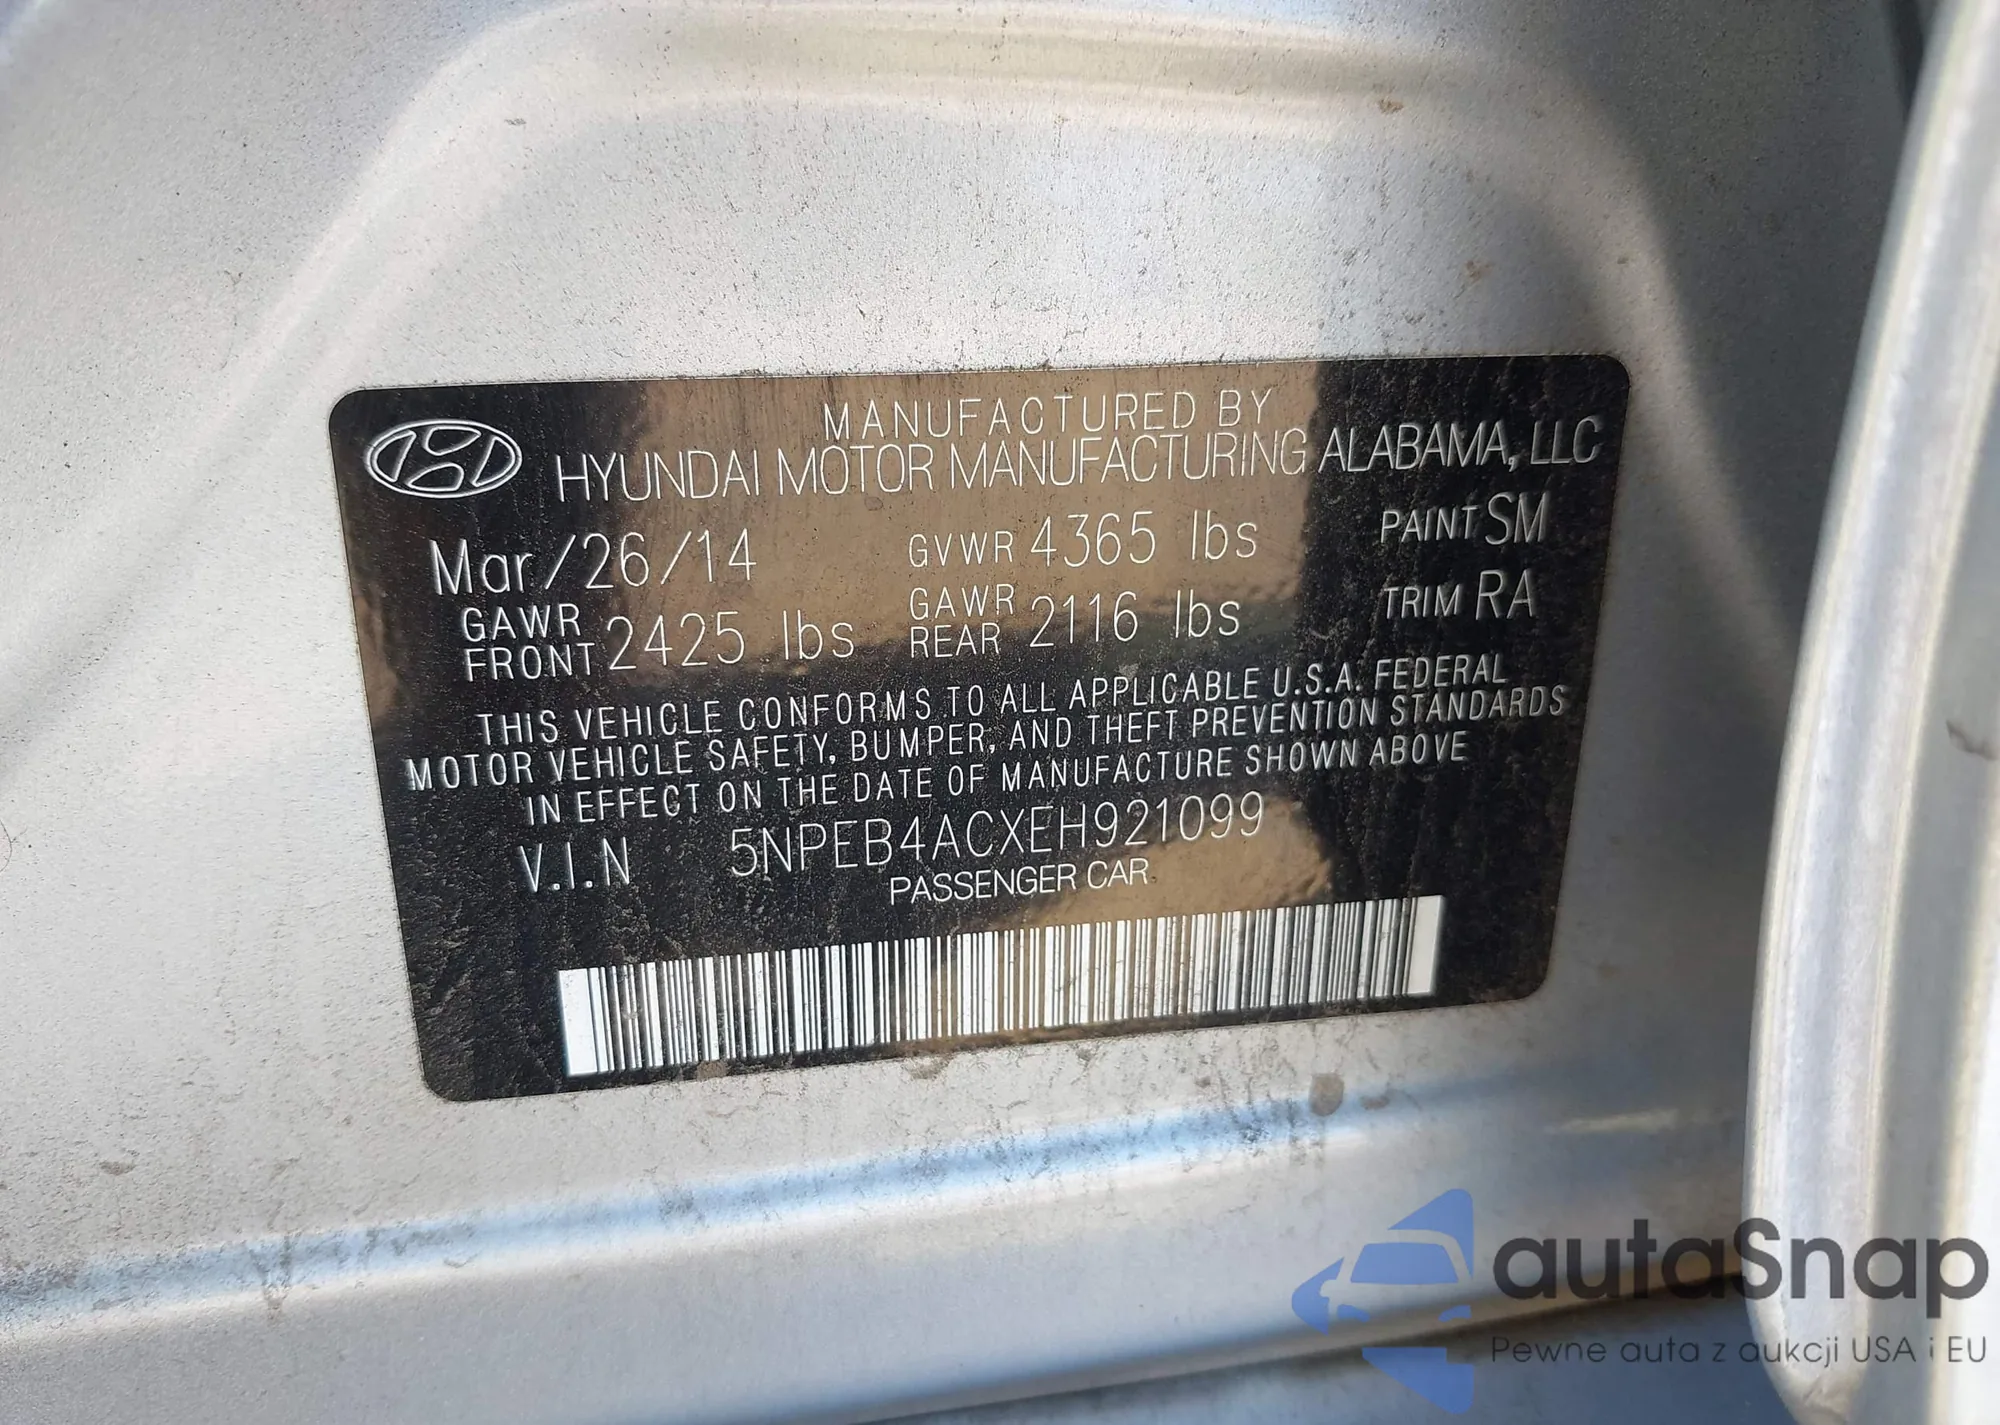 MANUFACTURED BY
HYUNDAI MOTOR MANUFACTURING ALABAMA, LLC
Mar/26/14 GVWR 4365 lbs PAINT SM
GAWR FRONT 2425 lbs GAWR REAR 2116 lbs TRIM RA
THIS VEHICLE CONFORMS TO ALL APPLICABLE U.S.A. FEDERAL
MOTOR VEHICLE SAFETY, BUMPER, AND THEFT PREVENTION STANDARDS
IN EFFECT ON THE DATE OF MANUFACTURE SHOWN ABOVE
V.I.N 5NPEB4ACXEH921099
PASSENGER CAR
autaSnap
Pewne auta z aukcji USA i EU